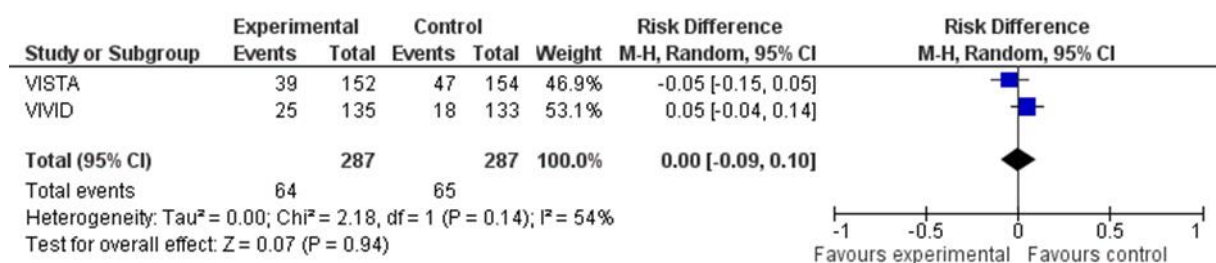 Experimental Control Risk Difference Risk Difference
Study or Subgroup Events Total Events Total Weight M-H, Random, 95% CI M-H, Random, 95% CI
VISTA 39 152 47 154 46.9% -0.05 [-0.15, 0.05]
VIVID 25 135 18 133 53.1% 0.05 [-0.04, 0.14]
Total (95% CI) 287 287 100.0% 0.00 [-0.09, 0.10]
Total events 64 65
Heterogeneity: Tau² = 0.00; Chi² = 2.18, df = 1 (P = 0.14); I² = 54%
Test for overall effect: Z = 0.07 (P = 0.94)
-1 -0.5 0 0.5 1
Favours experimental Favours control